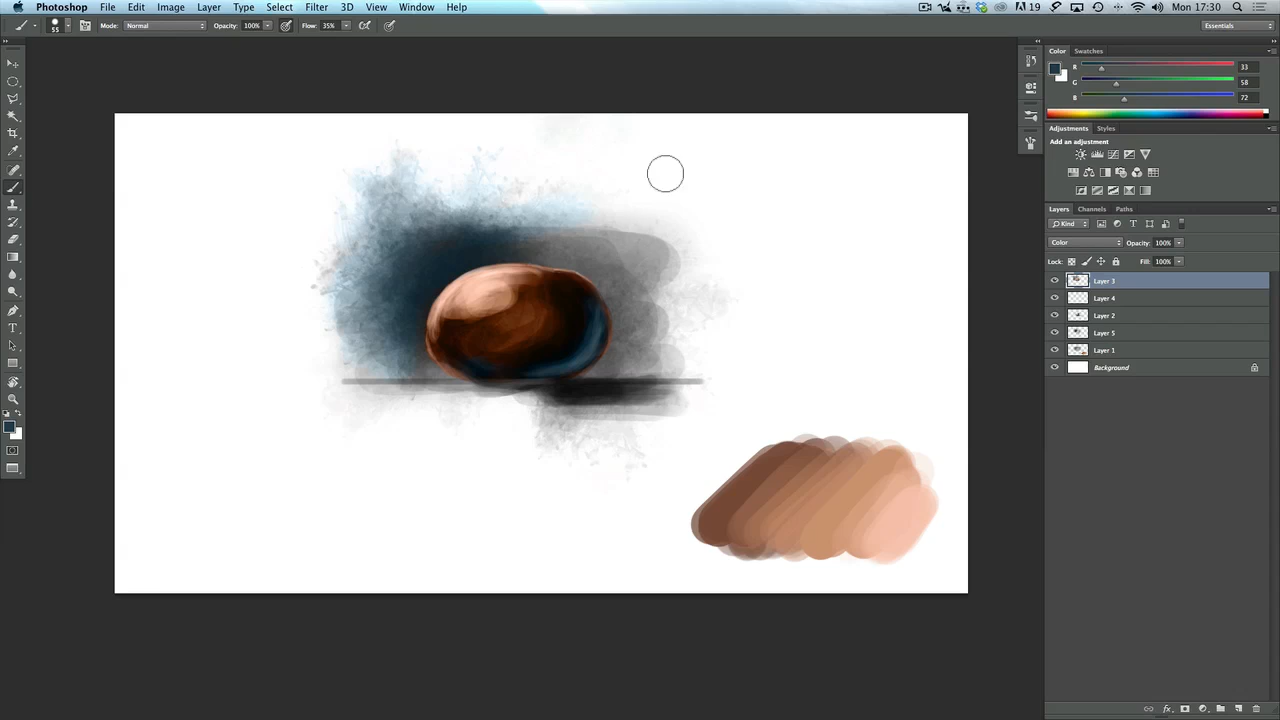 Photoshop File Edit Image Layer Type Select Filter 3D View Window Help 19 Mon 17:30
55 Mode: Normal Opacity: 100% Flow: 35% Essentials
Color Swatches
R 33
G 58
B 72
Adjustments Styles
Add an adjustment
Layers Channels Paths
Kind
Color Opacity: 100%
Lock: Fill: 100%
Layer 3
Layer 4
Layer 2
Layer 5
Layer 1
Background